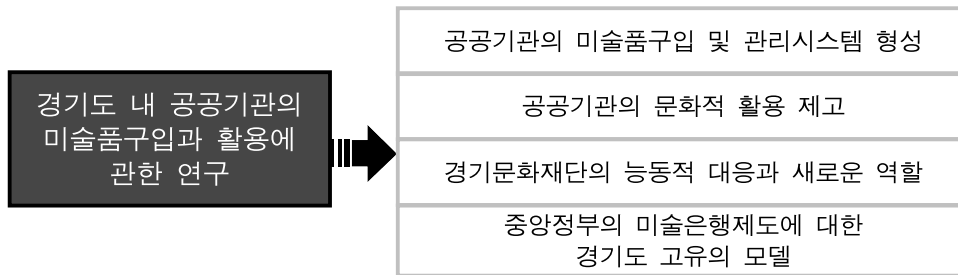 경기도 내 공공기관의
미술품구입과 활용에
관한 연구
공공기관의 미술품구입 및 관리시스템 형성
공공기관의 문화적 활용 제고
경기문화재단의 능동적 대응과 새로운 역할
중앙정부의 미술은행제도에 대한
경기도 고유의 모델